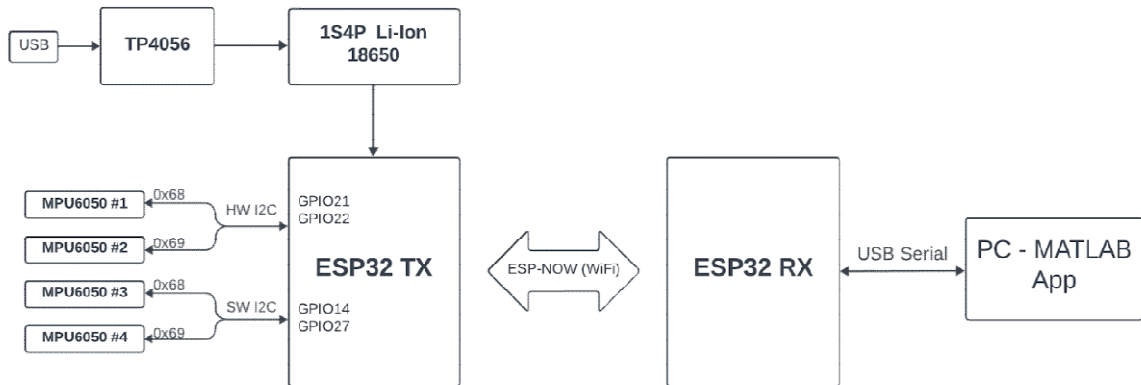 USB
TP4056
1S4P Li-Ion
18650
MPU6050 #1
0x68
HW I2C
MPU6050 #2
0x69
MPU6050 #3
0x68
SW I2C
MPU6050 #4
0x69
GPIO21
GPIO22
ESP32 TX
GPIO14
GPIO27
ESP-NOW (WiFi)
ESP32 RX
USB Serial
PC - MATLAB
App